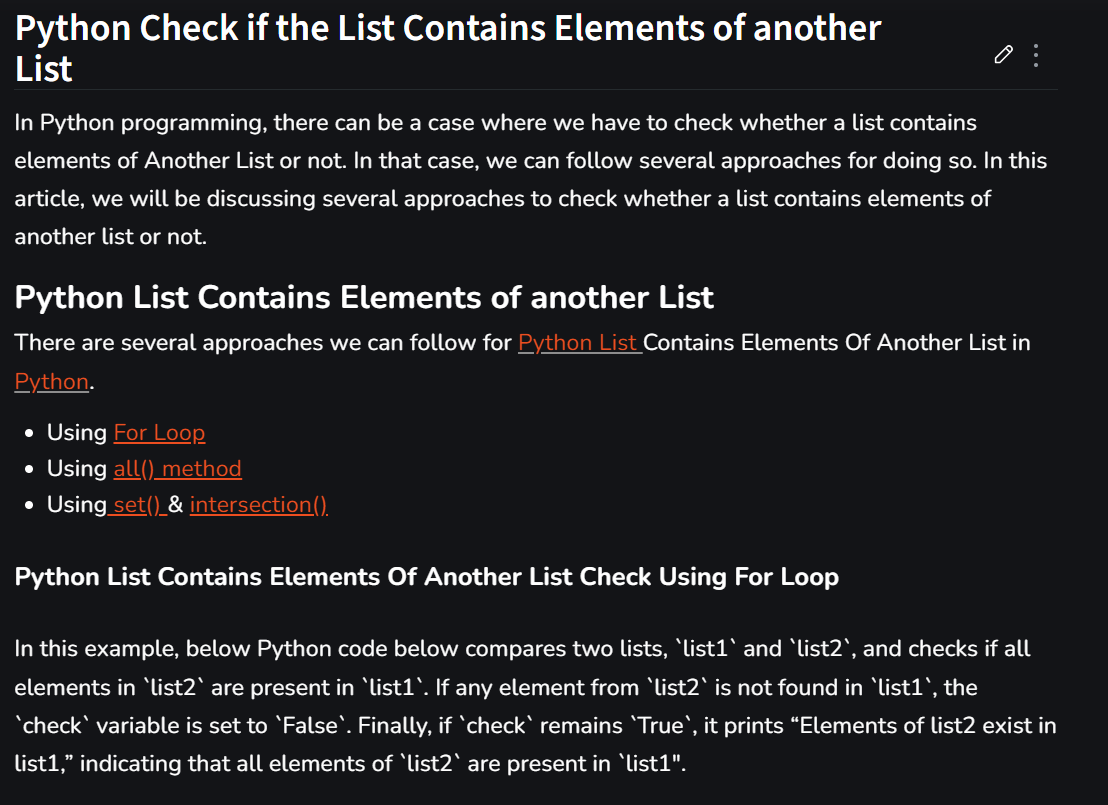 Python Check if the List Contains Elements of another
List
In Python programming, there can be a case where we have to check whether a list contains
elements of Another List or not. In that case, we can follow several approaches for doing so. In this
article, we will be discussing several approaches to check whether a list contains elements of
another list or not.
Python List Contains Elements of another List
There are several approaches we can follow for Python List Contains Elements Of Another List in
Python.
• Using For Loop
• Using all() method
• Using set() & intersection()
Python List Contains Elements Of Another List Check Using For Loop
In this example, below Python code below compares two lists, `list1` and `list2`, and checks if all
elements in `list2` are present in `list1`. If any element from `list2` is not found in `list1`, the
`check` variable is set to `False`. Finally, if `check` remains `True`, it prints “Elements of list2 exist in
list1,” indicating that all elements of `list2` are present in `list1".